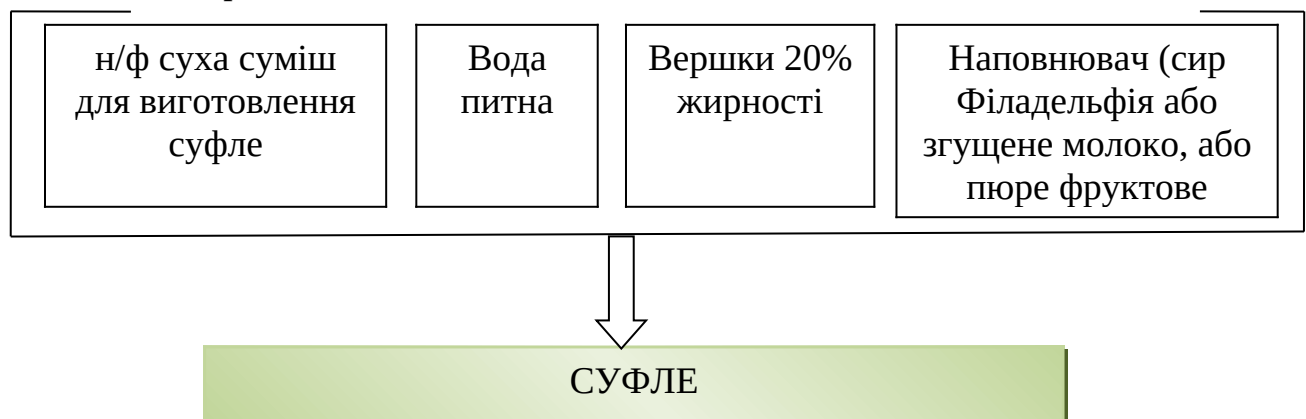 н/ф суха суміш
для виготовлення
суфле
Вода
питна
Вершки 20%
жирності
Наповнювач (сир
Філадельфія або
згущене молоко, або
пюре фруктове
СУФЛЕ